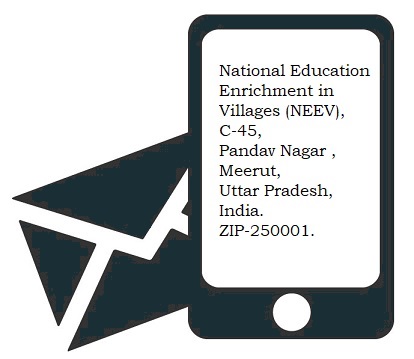 National Education
Enrichment in
Villages (NEEV),
C-45,
Pandav Nagar ,
Meerut,
Uttar Pradesh,
India.
ZIP-250001.